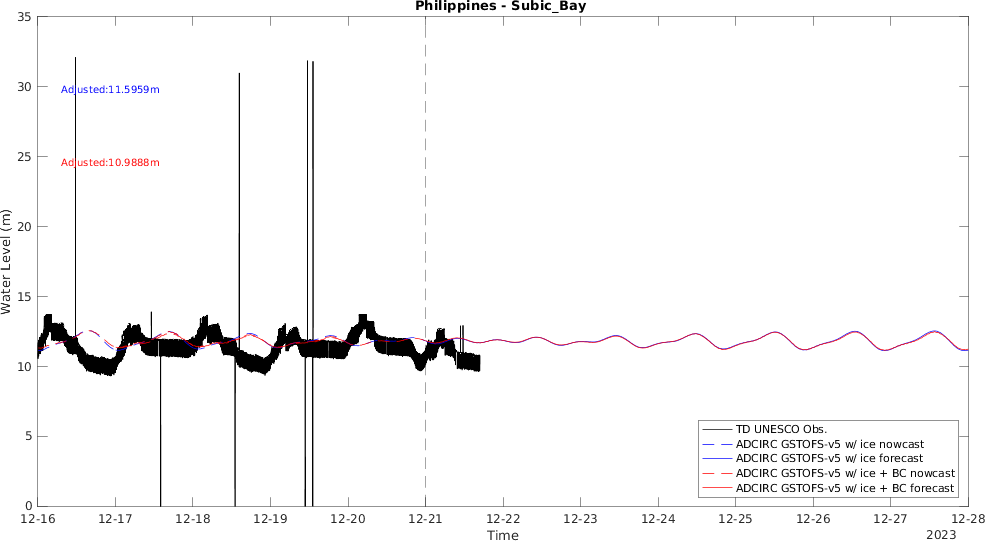 Philippines - Subic_Bay
35
30
25
20
15
10
5
0
Water Level (m)
Adjusted:11.5959m
Adjusted:10.9888m
TD UNESCO Obs.
ADCIRC GSTOFS-v5 w/ ice nowcast
ADCIRC GSTOFS-v5 w/ ice forecast
ADCIRC GSTOFS-v5 w/ ice + BC nowcast
ADCIRC GSTOFS-v5 w/ ice + BC forecast
12-16 12-17 12-18 12-19 12-20 12-21 12-22 12-23 12-24 12-25 12-26 12-27 12-28
Time
2023